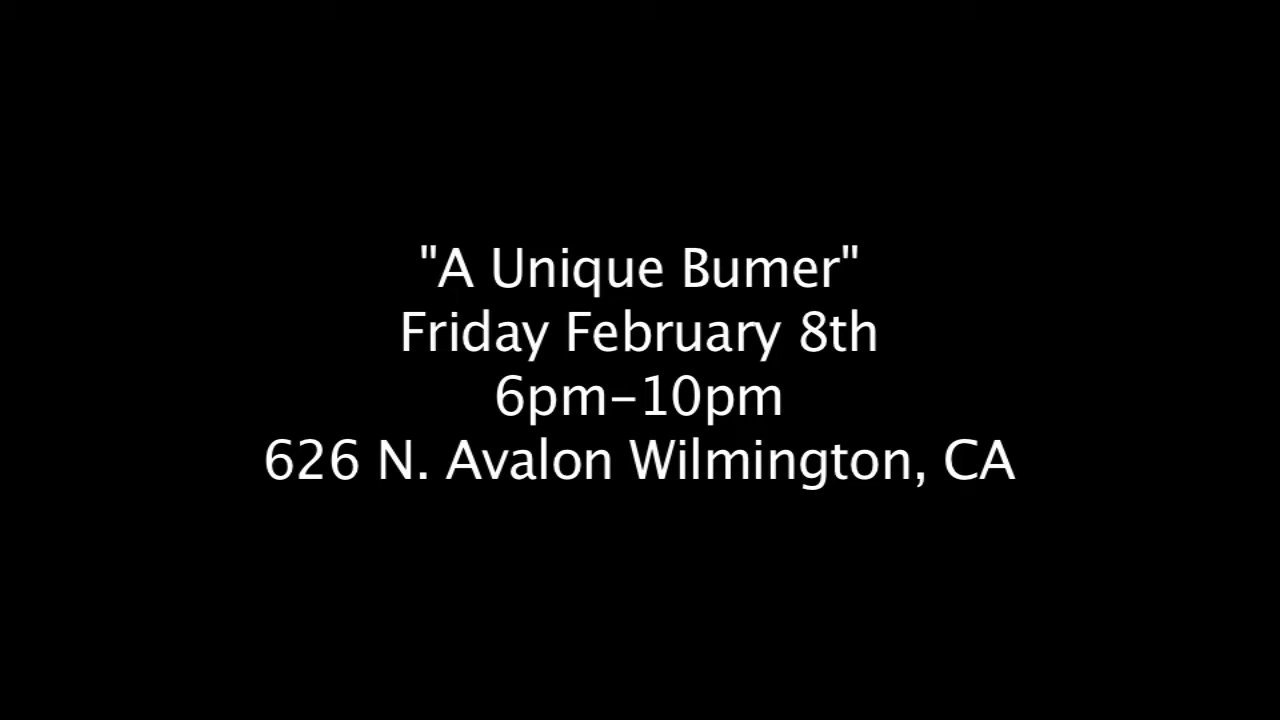 "A Unique Bumer"
Friday February 8th
6pm-10pm
626 N. Avalon Wilmington, CA